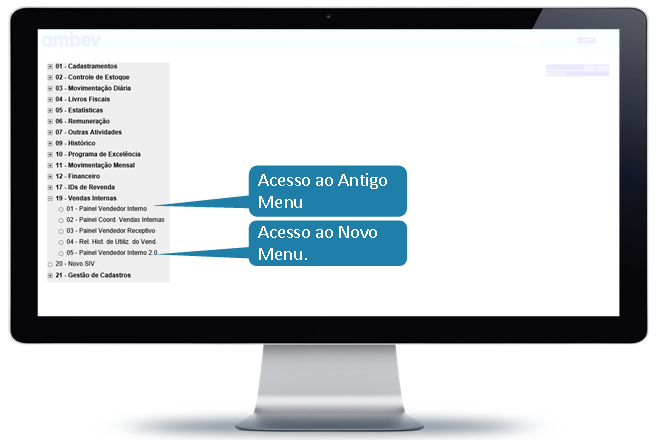 ambev
01 - Cadastramentos
02 - Controle de Estoque
03 - Movimentação Diária
04 - Livros Fiscais
05 - Estatísticas
06 - Remuneração
07 - Outras Atividades
09 - Histórico
10 - Programa de Excelência
11 - Movimentação Mensal
12 - Financeiro
17 - IDs de Revenda
19 - Vendas Internas
01 - Painel Vendedor Interno
02 - Painel Coord. Vendas Internas
03 - Painel Vendedor Receptivo
04 - Rel. Hist. de Utiliz. do Vend.
05 - Painel Vendedor Interno 2.0
20 - Novo SIV
21 - Gestão de Cadastros
Acesso ao Antigo
Menu
Acesso ao Novo
Menu.